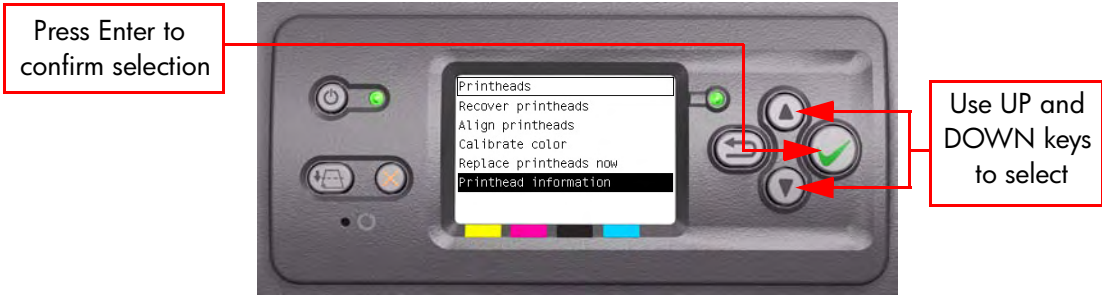 Press Enter to
confirm selection
Printheads
Recover printheads
Align printheads
Calibrate color
Replace printheads now
Printhead information
Use UP and
DOWN keys
to select